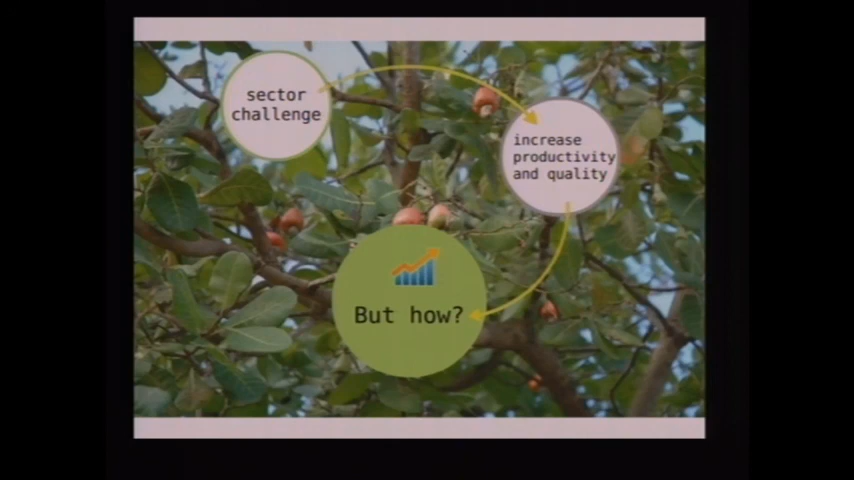 sector
challenge
increase
productivity
and quality
But how?